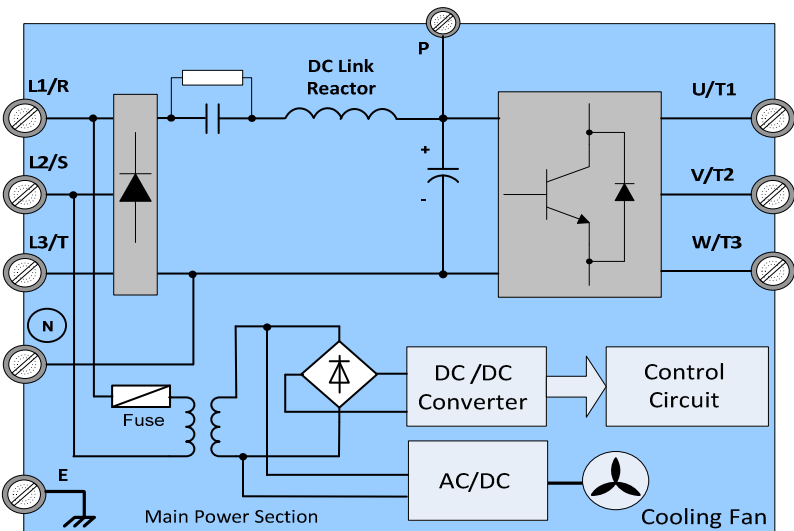 P
L1/R
DC Link
Reactor
U/T1
L2/S
+
-
V/T2
L3/T
W/T3
N
DC /DC
Converter
Control
Circuit
Fuse
E
AC/DC
Main Power Section
Cooling Fan